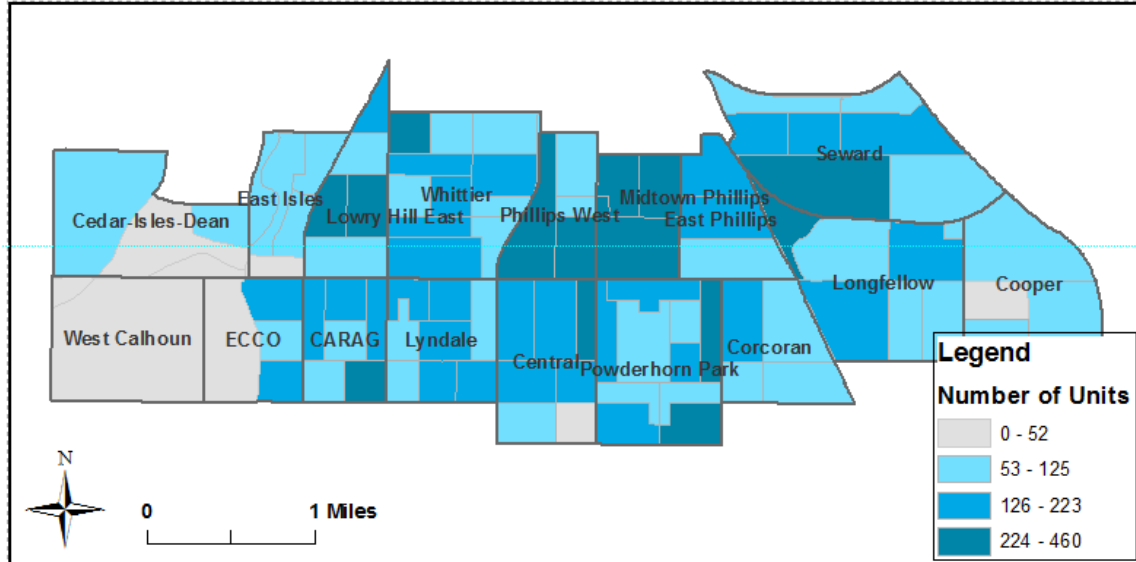 Seward
East Isles
Whittier
Midtown Phillips
Lowry Hill East
Phillips West
East Phillips
Cedar-Isles-Dean
Longfellow
Cooper
West Calhoun
ECCO
CARAG
Lyndale
Central
Powderhorn Park
Corcoran
Legend
Number of Units
0 - 52
53 - 125
126 - 223
224 - 460
N
0
1 Miles